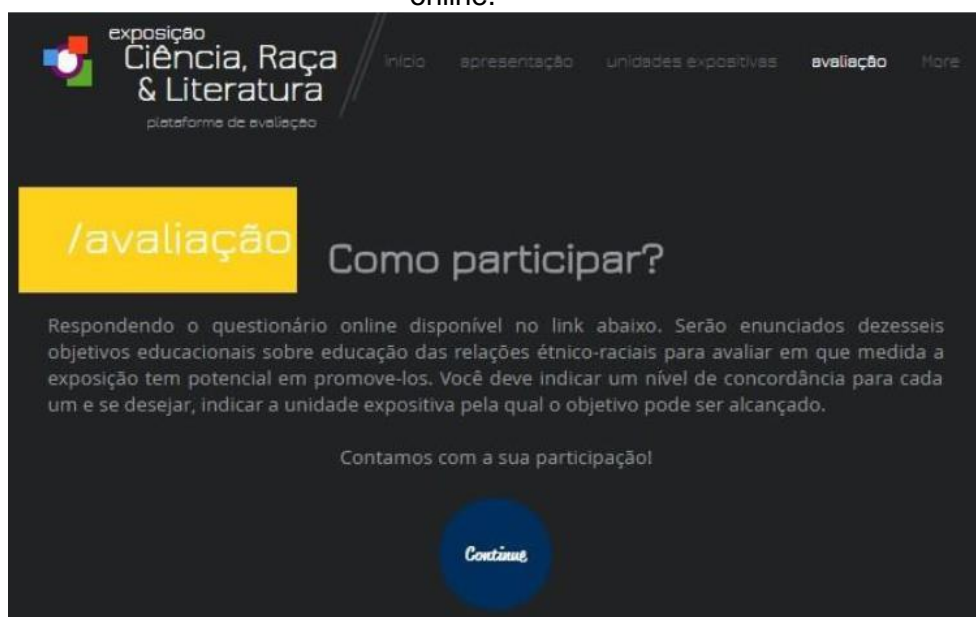 online.
exposição
Ciência, Raça
& Literatura
plataforma de avaliação
início apresentação unidades expositivas avaliação More
/avaliação
Como participar?
Respondendo o questionário online disponível no link abaixo. Serão enunciados dezesseis
objetivos educacionais sobre educação das relações étnico-raciais para avaliar em que medida a
exposição tem potencial em promove-los. Você deve indicar um nível de concordância para cada
um e se desejar, indicar a unidade expositiva pela qual o objetivo pode ser alcançado.
Contamos com a sua participação!
Continue